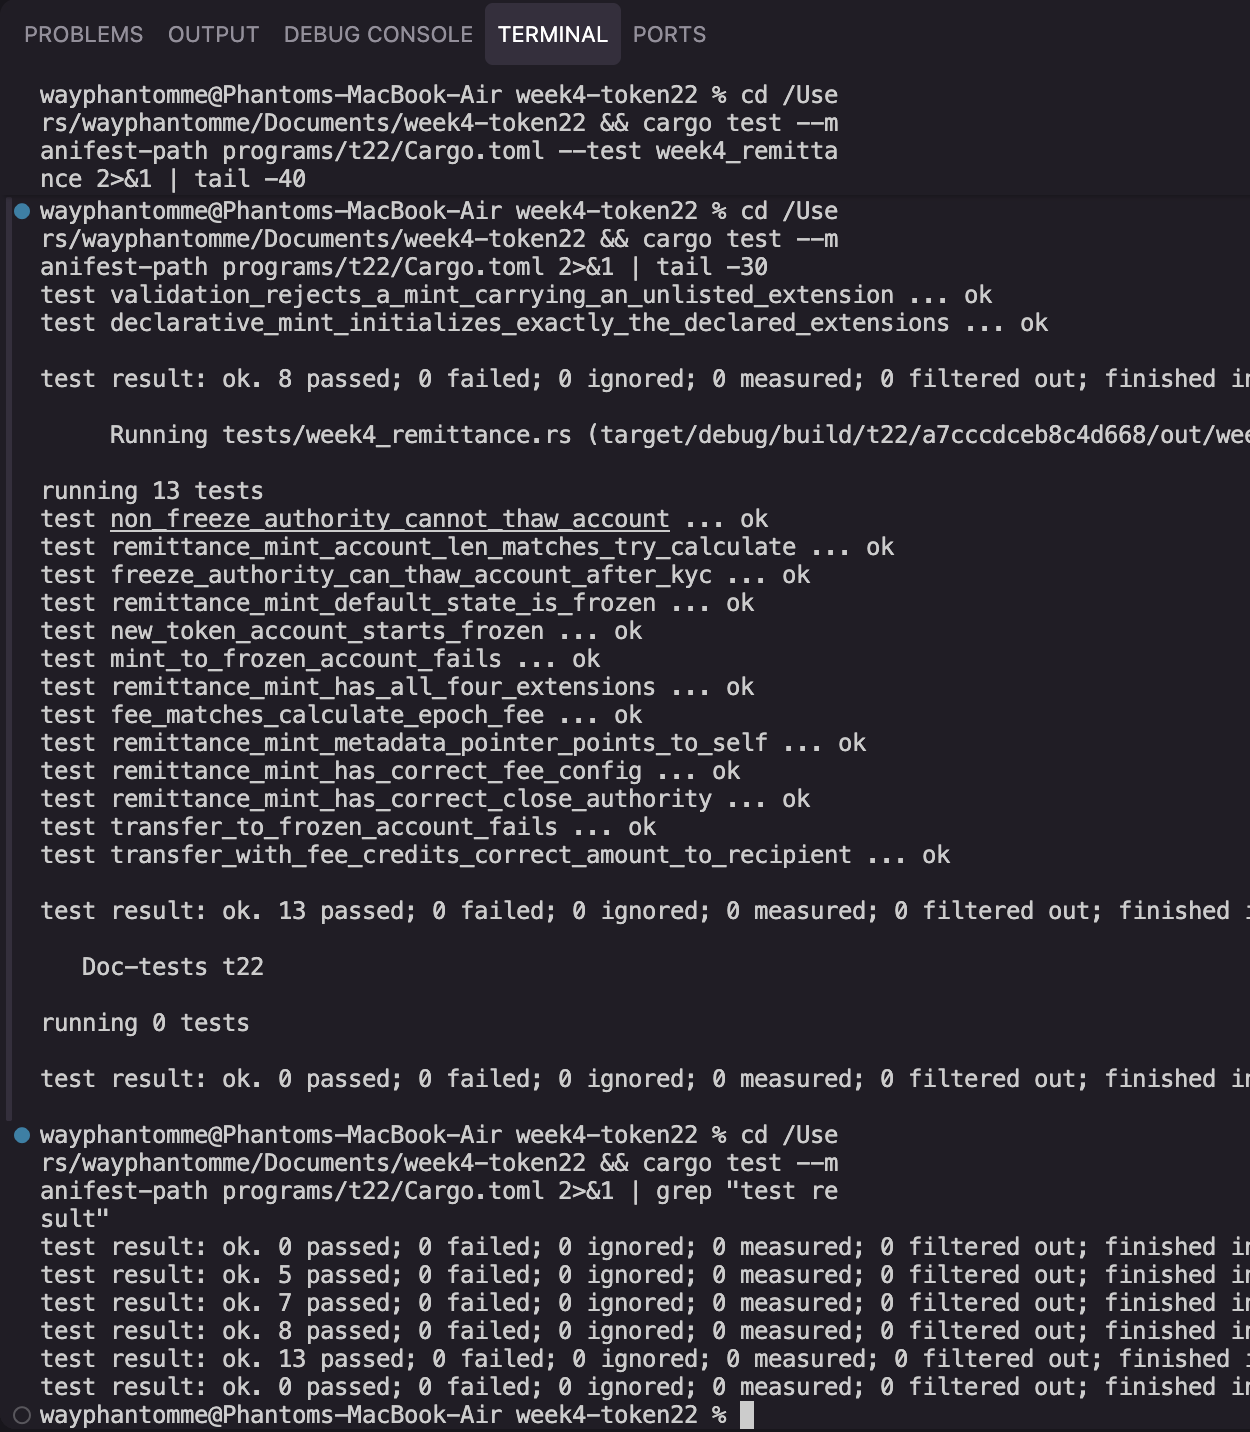 PROBLEMS OUTPUT DEBUG CONSOLE TERMINAL PORTS
wayphantomme@Phantoms-MacBook-Air week4-token22 % cd /Use
rs/wayphantomme/Documents/week4-token22 && cargo test --m
anifest-path programs/t22/Cargo.toml --test week4_remitta
nce 2>&1 | tail -40
wayphantomme@Phantoms-MacBook-Air week4-token22 % cd /Use
rs/wayphantomme/Documents/week4-token22 && cargo test --m
anifest-path programs/t22/Cargo.toml 2>&1 | tail -30
test validation_rejects_a_mint_carrying_an_unlisted_extension ... ok
test declarative_mint_initializes_exactly_the_declared_extensions ... ok
test result: ok. 8 passed; 0 failed; 0 ignored; 0 measured; 0 filtered out; finished in
Running tests/week4_remittance.rs (target/debug/build/t22/a7cccdceb8c4d668/out/wee
running 13 tests
test non_freeze_authority_cannot_thaw_account ... ok
test remittance_mint_account_len_matches_try_calculate ... ok
test freeze_authority_can_thaw_account_after_kyc ... ok
test remittance_mint_default_state_is_frozen ... ok
test new_token_account_starts_frozen ... ok
test mint_to_frozen_account_fails ... ok
test remittance_mint_has_all_four_extensions ... ok
test fee_matches_calculate_epoch_fee ... ok
test remittance_mint_metadata_pointer_points_to_self ... ok
test remittance_mint_has_correct_fee_config ... ok
test remittance_mint_has_correct_close_authority ... ok
test transfer_to_frozen_account_fails ... ok
test transfer_with_fee_credits_correct_amount_to_recipient ... ok
test result: ok. 13 passed; 0 failed; 0 ignored; 0 measured; 0 filtered out; finished i
Doc-tests t22
running 0 tests
test result: ok. 0 passed; 0 failed; 0 ignored; 0 measured; 0 filtered out; finished in
wayphantomme@Phantoms-MacBook-Air week4-token22 % cd /Use
rs/wayphantomme/Documents/week4-token22 && cargo test --m
anifest-path programs/t22/Cargo.toml 2>&1 | grep "test re
sult"
test result: ok. 0 passed; 0 failed; 0 ignored; 0 measured; 0 filtered out; finished in
test result: ok. 5 passed; 0 failed; 0 ignored; 0 measured; 0 filtered out; finished in
test result: ok. 7 passed; 0 failed; 0 ignored; 0 measured; 0 filtered out; finished in
test result: ok. 8 passed; 0 failed; 0 ignored; 0 measured; 0 filtered out; finished in
test result: ok. 13 passed; 0 failed; 0 ignored; 0 measured; 0 filtered out; finished i
test result: ok. 0 passed; 0 failed; 0 ignored; 0 measured; 0 filtered out; finished in
wayphantomme@Phantoms-MacBook-Air week4-token22 %